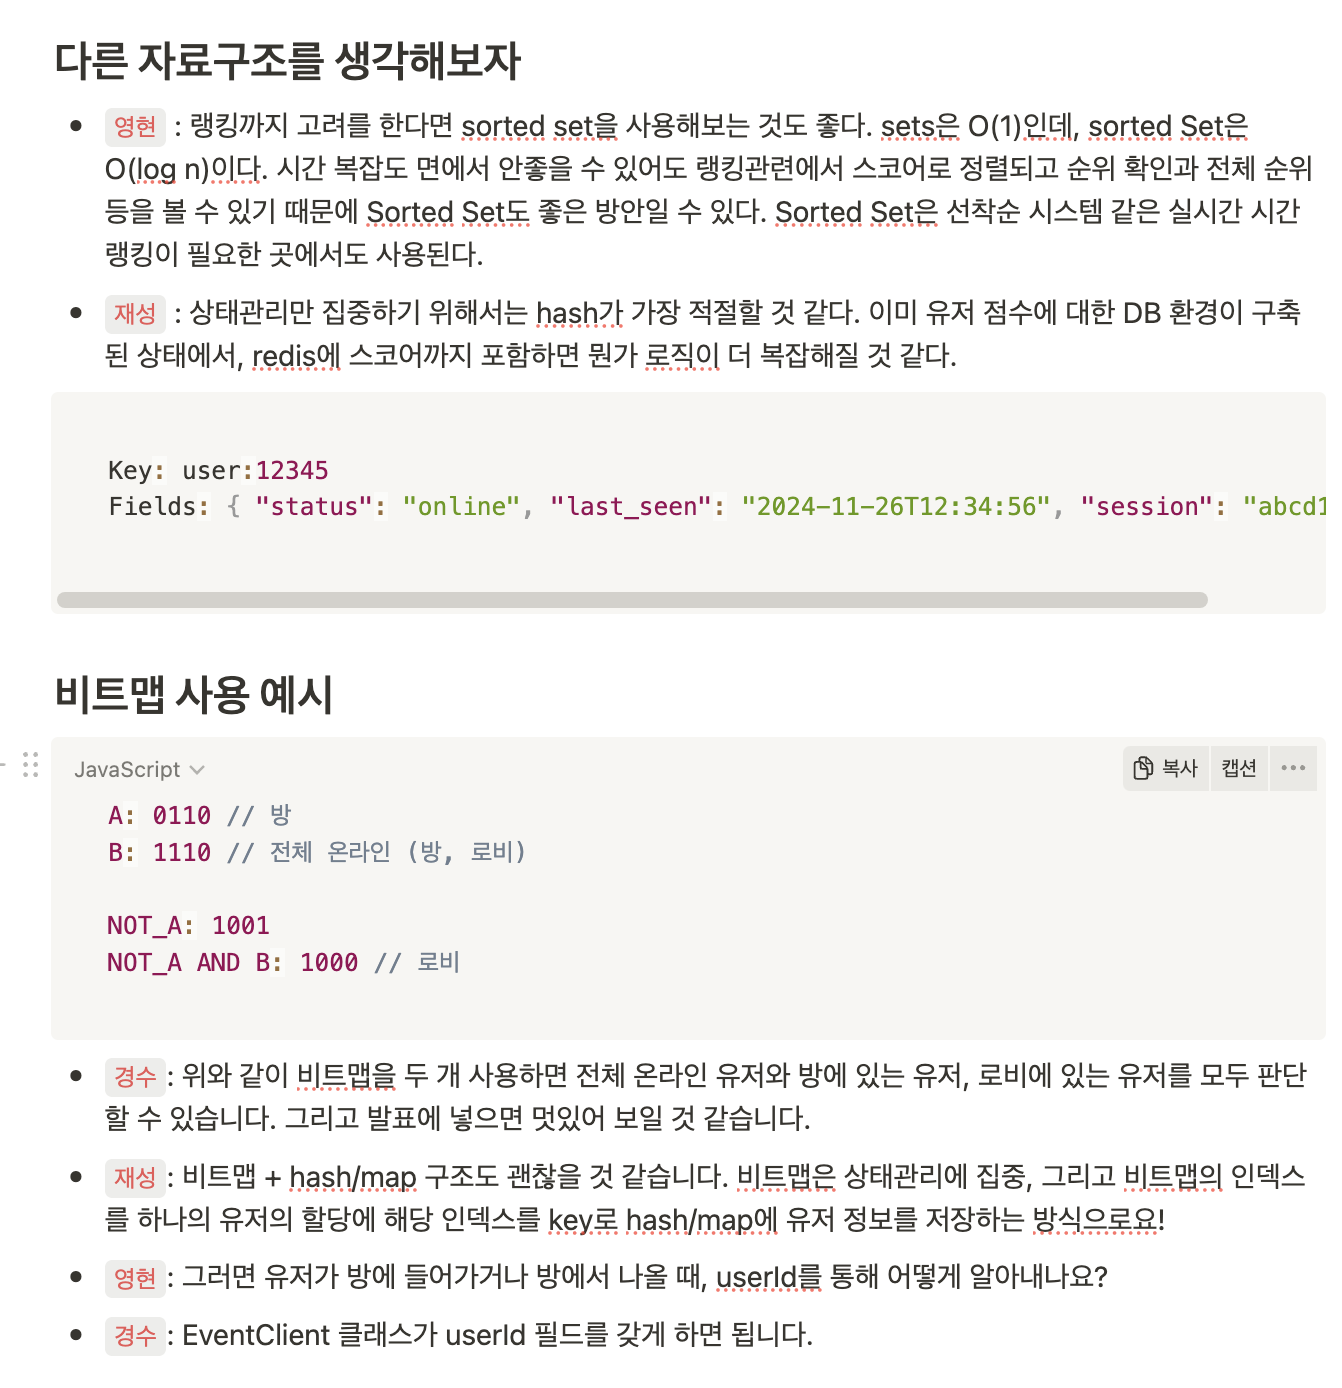 다른 자료구조를 생각해보자
• 영현 : 랭킹까지 고려를 한다면 sorted set을 사용해보는 것도 좋다. sets은 O(1)인데, sorted Set은
O(log n)이다. 시간 복잡도 면에서 안좋을 수 있어도 랭킹관련에서 스코어로 정렬되고 순위 확인과 전체 순위
등을 볼 수 있기 때문에 Sorted Set도 좋은 방안일 수 있다. Sorted Set은 선착순 시스템 같은 실시간 시간
랭킹이 필요한 곳에서도 사용된다.
• 재성 : 상태관리만 집중하기 위해서는 hash가 가장 적절할 것 같다. 이미 유저 점수에 대한 DB 환경이 구축
된 상태에서, redis에 스코어까지 포함하면 뭔가 로직이 더 복잡해질 것 같다.
Key: user:12345
Fields: { "status": "online", "last_seen": "2024-11-26T12:34:56", "session": "abcd1
비트맵 사용 예시
JavaScript 복사 캡션
A: 0110 // 방
B: 1110 // 전체 온라인 (방, 로비)
NOT_A: 1001
NOT_A AND B: 1000 // 로비
• 경수 : 위와 같이 비트맵을 두 개 사용하면 전체 온라인 유저와 방에 있는 유저, 로비에 있는 유저를 모두 판단
할 수 있습니다. 그리고 발표에 넣으면 멋있어 보일 것 같습니다.
• 재성 : 비트맵 + hash/map 구조도 괜찮을 것 같습니다. 비트맵은 상태관리에 집중, 그리고 비트맵의 인덱스
를 하나의 유저의 할당에 해당 인덱스를 key로 hash/map에 유저 정보를 저장하는 방식으로요!
• 영현 : 그러면 유저가 방에 들어가거나 방에서 나올 때, userId를 통해 어떻게 알아내나요?
• 경수 : EventClient 클래스가 userId 필드를 갖게 하면 됩니다.